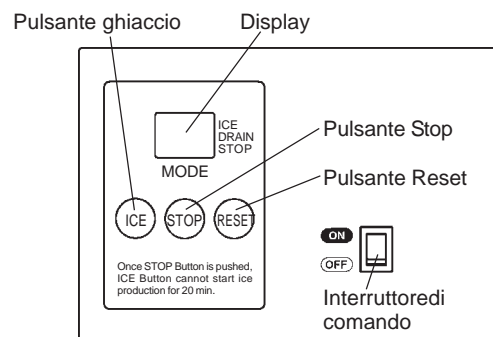 Pulsante ghiaccio
Display
ICE
DRAIN
STOP
MODE
Pulsante Stop
Pulsante Reset
ICE
STOP
RESET
Once STOP Button is pushed,
ICE Button cannot start ice
production for 20 min.
ON
OFF
Interruttoredi
comando